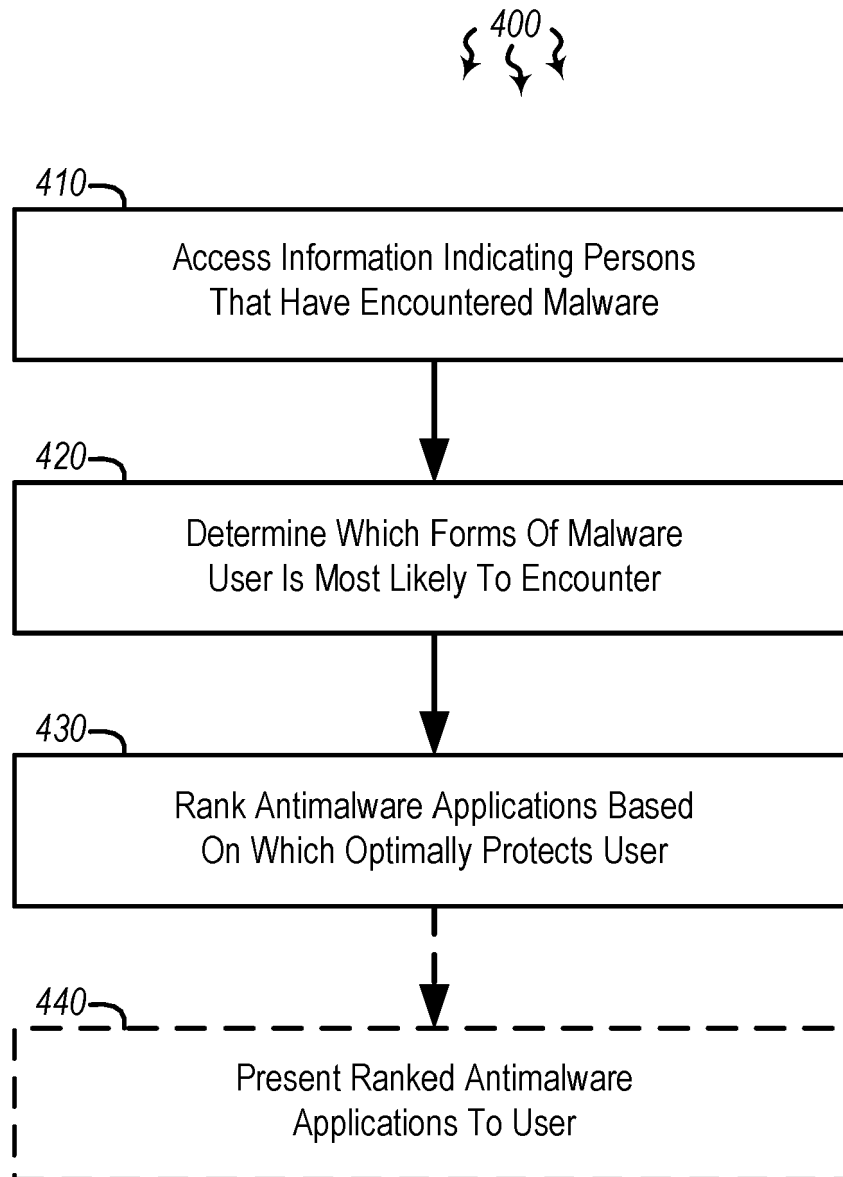 400
410
Access Information Indicating Persons
That Have Encountered Malware
420
Determine Which Forms Of Malware
User Is Most Likely To Encounter
430
Rank Antimalware Applications Based
On Which Optimally Protects User
440
Present Ranked Antimalware
Applications To User